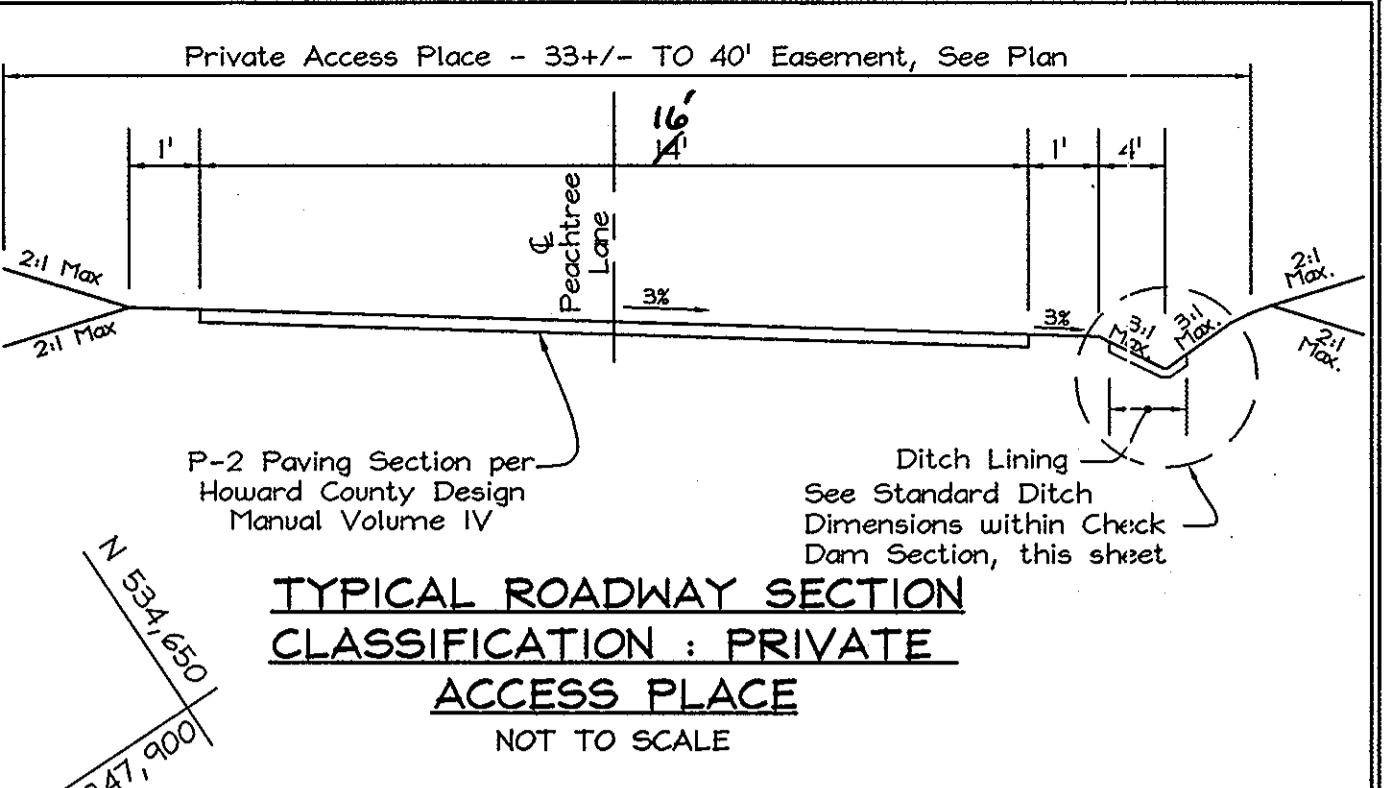 Private Access Place - 33+/- TO 40' Easement, See Plan
16'
1'
14'
1'
4'
℄
Peachtree
Lane
2:1 Max
2:1 Max
3%
3%
3:1
Max.
3:1
Max.
2:1
Max.
2:1
Max.
P-2 Paving Section per
Howard County Design
Manual Volume IV
Ditch Lining
See Standard Ditch
Dimensions within Check
Dam Section, this sheet
TYPICAL ROADWAY SECTION
CLASSIFICATION : PRIVATE
ACCESS PLACE
NOT TO SCALE
N 534,650
847,900